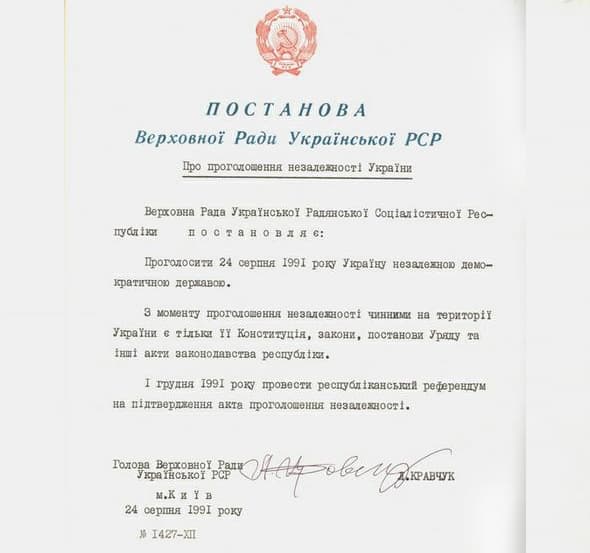 ПОСТАНОВА
Верховної Ради Української РСР
Про проголошення незалежності України
Верховна Рада Української Радянської Соціалістичної Рес-
публіки постановляє:
Проголосити 24 серпня 1991 року Україну незалежною демо-
кратичною державою.
З моменту проголошення незалежності чинними на території
України є тільки її Конституція, закони, постанови Уряду та
інші акти законодавства республіки.
І грудня 1991 року провести республіканський референдум
на підтвердження акта проголошення незалежності.
Голова Верховної Ради
Української РСР Л.КРАВЧУК
м.Київ
24 серпня 1991 року
№ 1427-XII